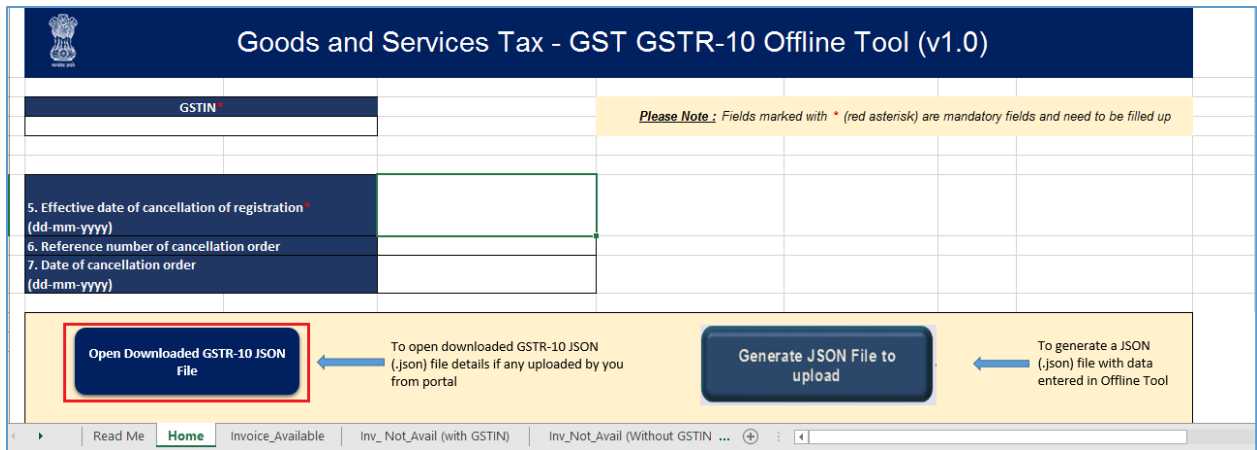 Goods and Services Tax - GST GSTR-10 Offline Tool (v1.0)
GSTIN*
Please Note : Fields marked with * (red asterisk) are mandatory fields and need to be filled up
5. Effective date of cancellation of registration*
(dd-mm-yyyy)
6. Reference number of cancellation order
7. Date of cancellation order
(dd-mm-yyyy)
Open Downloaded GSTR-10 JSON
File
To open downloaded GSTR-10 JSON
(.json) file details if any uploaded by you
from portal
Generate JSON File to
upload
To generate a JSON
(.json) file with data
entered in Offline Tool
Read Me
Home
Invoice_Available
Inv_ Not_Avail (with GSTIN)
Inv_Not_Avail (Without GSTIN ...